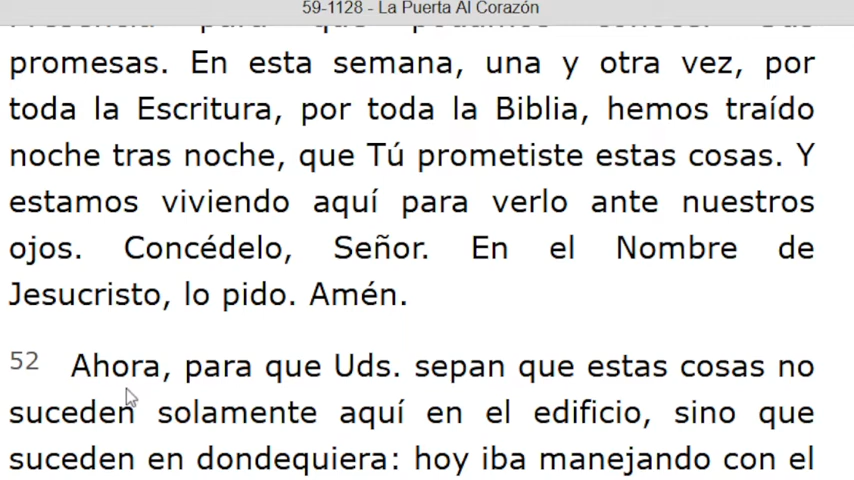 59-1128 - La Puerta Al Corazón
promesas. En esta semana, una y otra vez, por
toda la Escritura, por toda la Biblia, hemos traído
noche tras noche, que Tú prometiste estas cosas. Y
estamos viviendo aquí para verlo ante nuestros
ojos. Concédelo, Señor. En el Nombre de
Jesucristo, lo pido. Amén.
52 Ahora, para que Uds. sepan que estas cosas no
suceden solamente aquí en el edificio, sino que
suceden en dondequiera: hoy iba manejando con el